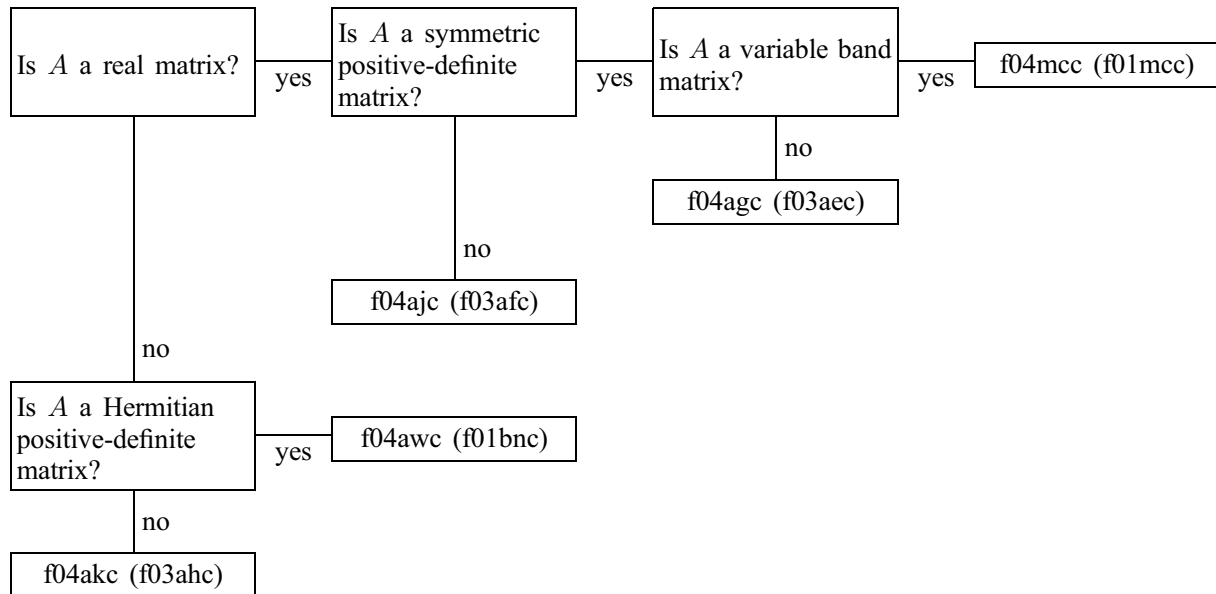 Is A a real matrix?
yes
Is A a symmetric
positive-definite
matrix?
yes
Is A a variable band
matrix?
yes
f04mcc (f01mcc)
no
f04agc (f03aec)
no
f04ajc (f03afc)
no
Is A a Hermitian
positive-definite
matrix?
yes
f04awc (f01bnc)
no
f04akc (f03ahc)